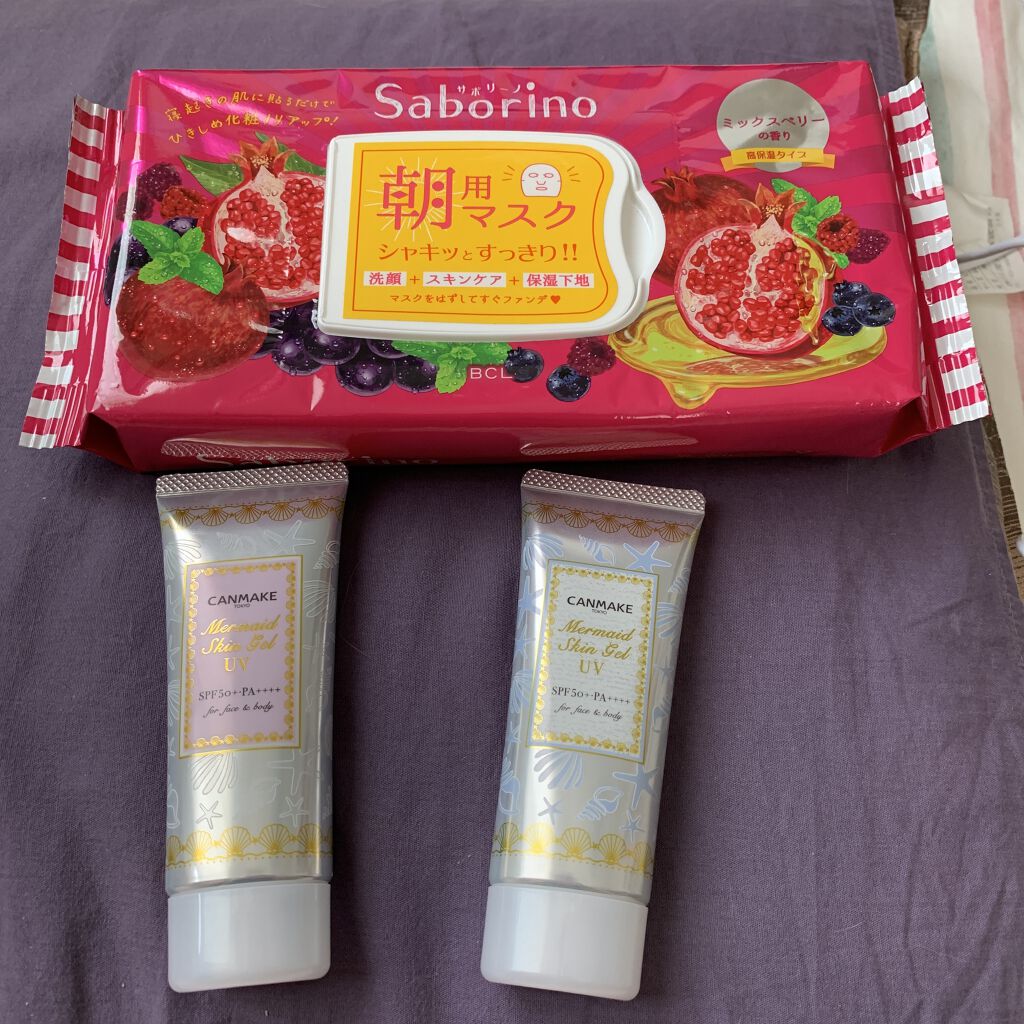 サボリーノ
Saborino
寝起きの肌に貼るだけで
ひきしめ化粧ノリアップ!
ミックスベリー
の香り
高保湿タイプ
朝用
マスク
シャキッとすっきり!!
洗顔+スキンケア+保湿下地
マスクをはずしてすぐファンデ♥
BCL
Saborino
CANMAKE
TOKYO
Mermaid
Skin Gel
UV
SPF50+・PA++++
for face & body
CANMAKE
TOKYO
Mermaid
Skin Gel
UV
SPF50+・PA++++
for face & body